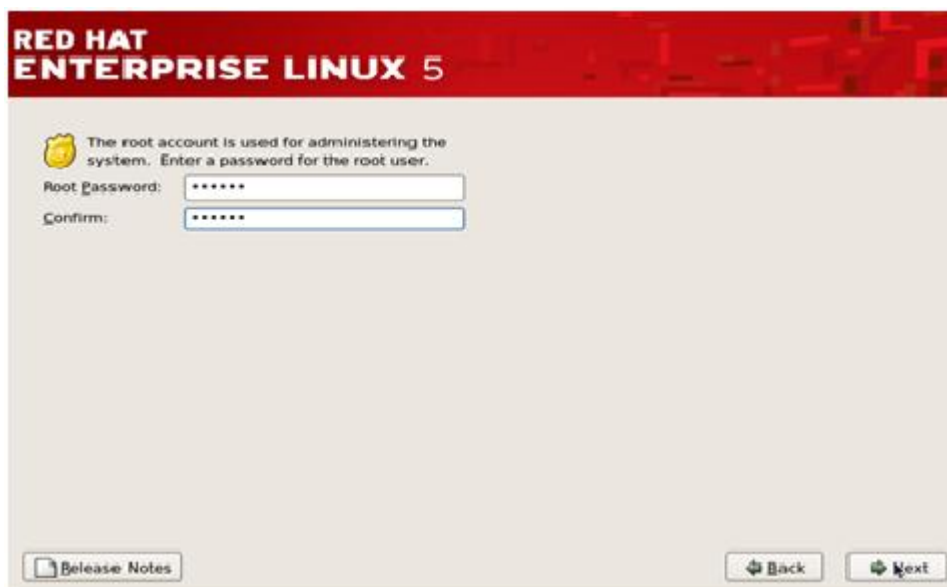 RED HAT
ENTERPRISE LINUX 5
The root account is used for administering the
system. Enter a password for the root user.
Root Password: ••••••
Confirm: ••••••
Release Notes
Back
Next